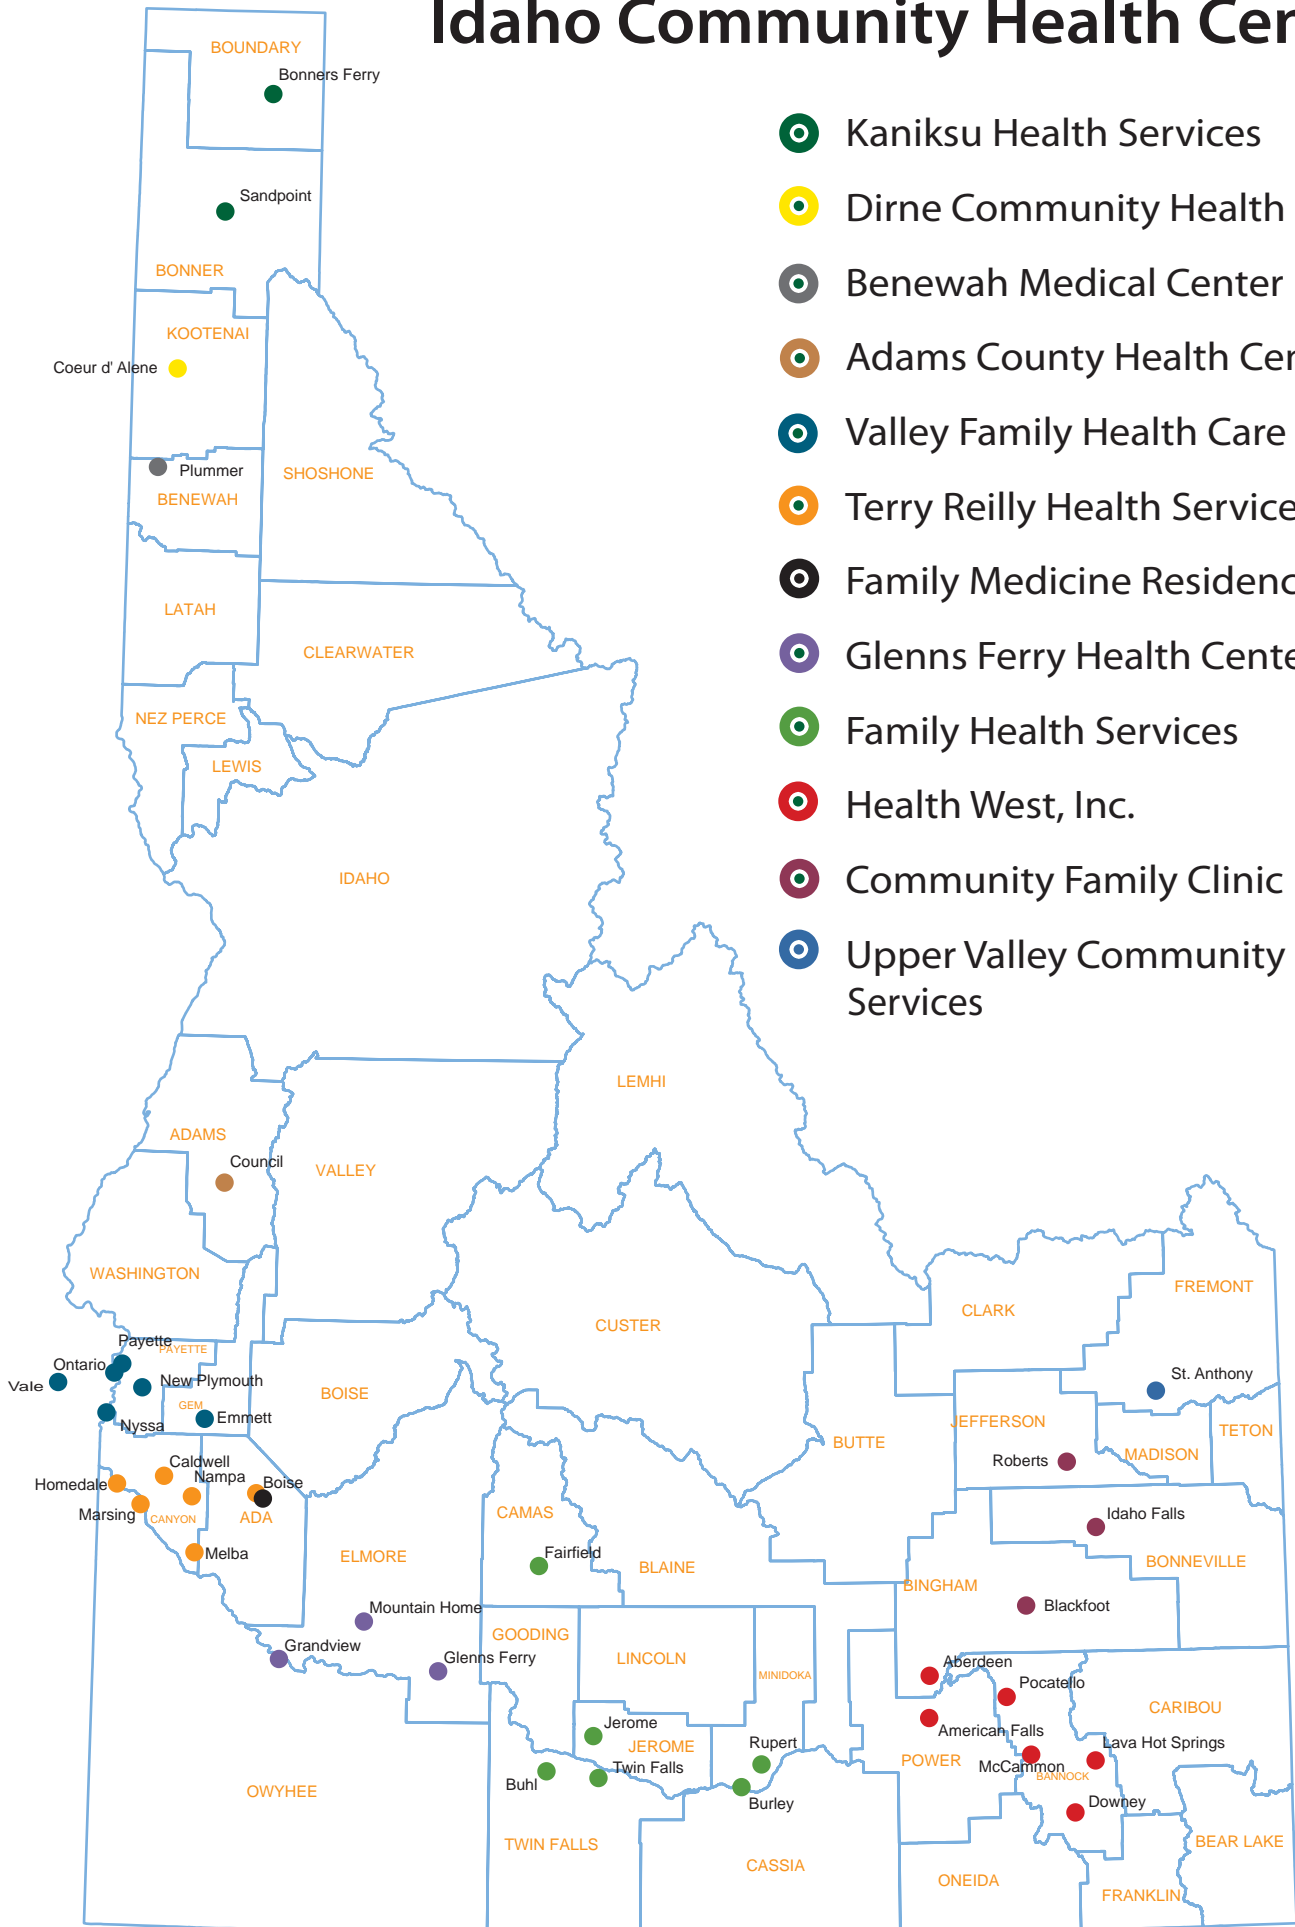 Idaho Community Health Cen
BOUNDARY
Bonners Ferry
Kaniksu Health Services
Sandpoint
Dirne Community Health
BONNER
Benewah Medical Center
KOOTENAI
Coeur d' Alene
Adams County Health Cen
Valley Family Health Care
Plummer
SHOSHONE
BENEWAH
Terry Reilly Health Service
Family Medicine Residenc
LATAH
CLEARWATER
Glenns Ferry Health Cente
NEZ PERCE
Family Health Services
LEWIS
Health West, Inc.
IDAHO
Community Family Clinic
Upper Valley Community
Services
LEMHI
ADAMS
Council
VALLEY
WASHINGTON
FREMONT
CLARK
CUSTER
Payette
PAYETTE
Ontario
Vale
New Plymouth
St. Anthony
BOISE
GEM
Emmett
Nyssa
JEFFERSON
TETON
BUTTE
MADISON
Roberts
Caldwell
Nampa
Homedale
Boise
Marsing
CANYON
ADA
CAMAS
Idaho Falls
Melba
Fairfield
ELMORE
BLAINE
BONNEVILLE
BINGHAM
Mountain Home
Blackfoot
GOODING
Grandview
Glenns Ferry
LINCOLN
Aberdeen
MINIDOKA
Pocatello
CARIBOU
Jerome
American Falls
JEROME
Rupert
Lava Hot Springs
POWER
Twin Falls
McCammon
BANNOCK
Buhl
OWYHEE
Burley
Downey
TWIN FALLS
BEAR LAKE
CASSIA
ONEIDA
FRANKLIN